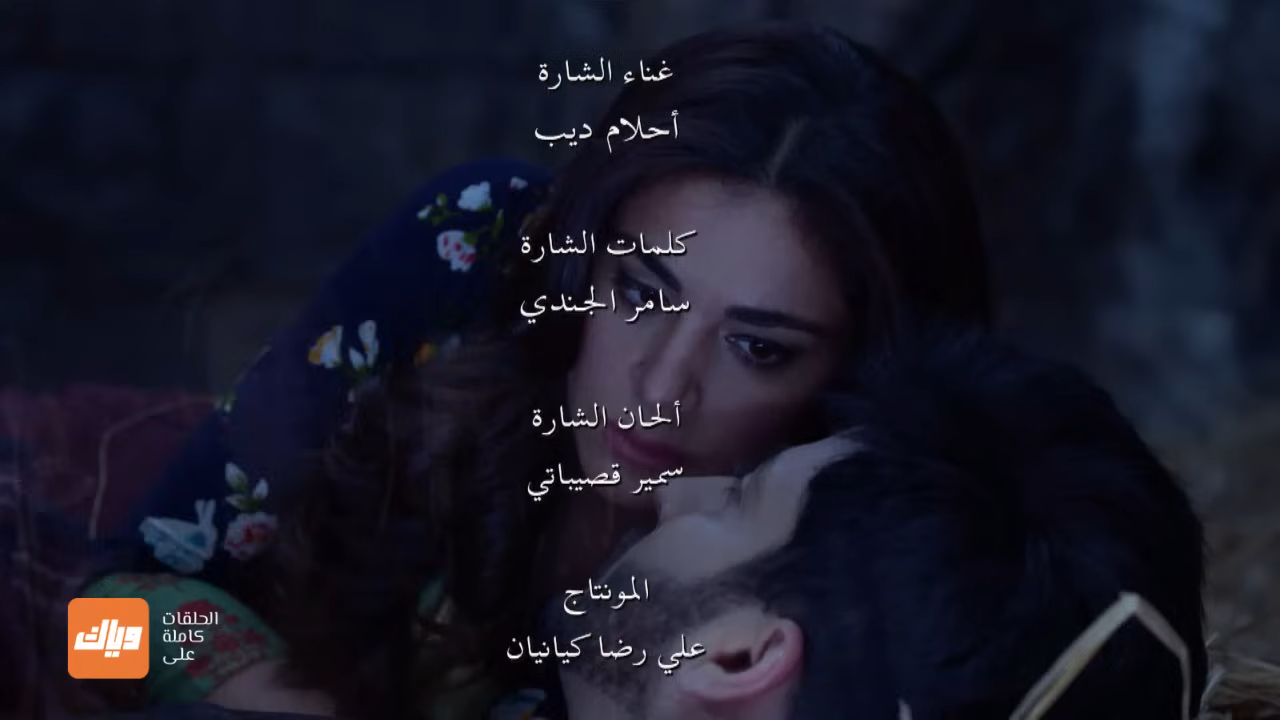 غناء الشارة
أحلام ديب
كلمات الشارة
سامر الجندي
ألحان الشارة
سمير قصيباتي
المونتاج
علي رضا كيانيان
وياك
الحلقات
كاملة
على